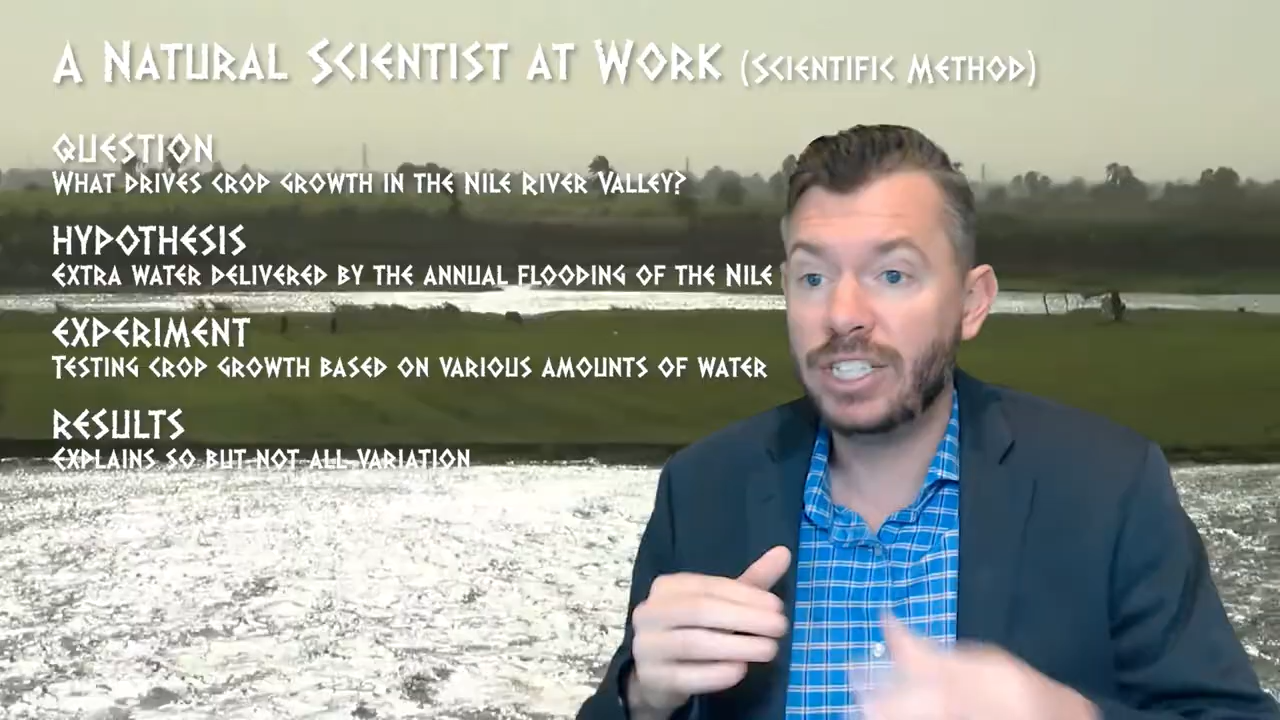 A Natural Scientist at Work (Scientific Method)
Question
What drives crop growth in the Nile River Valley?
Hypothesis
Extra water delivered by the annual flooding of the Nile
Experiment
Testing crop growth based on various amounts of water
Results
Explains so but not all variation